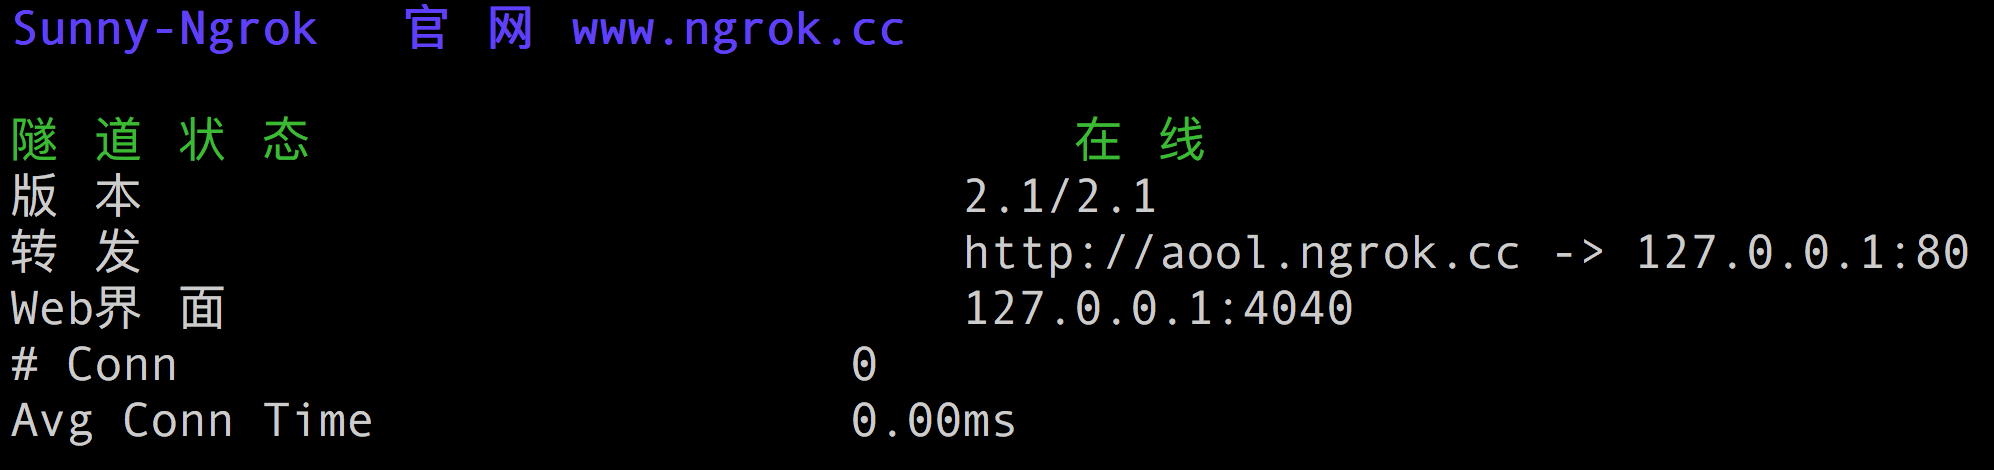 Sunny-Ngrok 官网 www.ngrok.cc
隧道状态 在线
版本 2.1/2.1
转发 http://aool.ngrok.cc -> 127.0.0.1:80
Web界面 127.0.0.1:4040
# Conn 0
Avg Conn Time 0.00ms